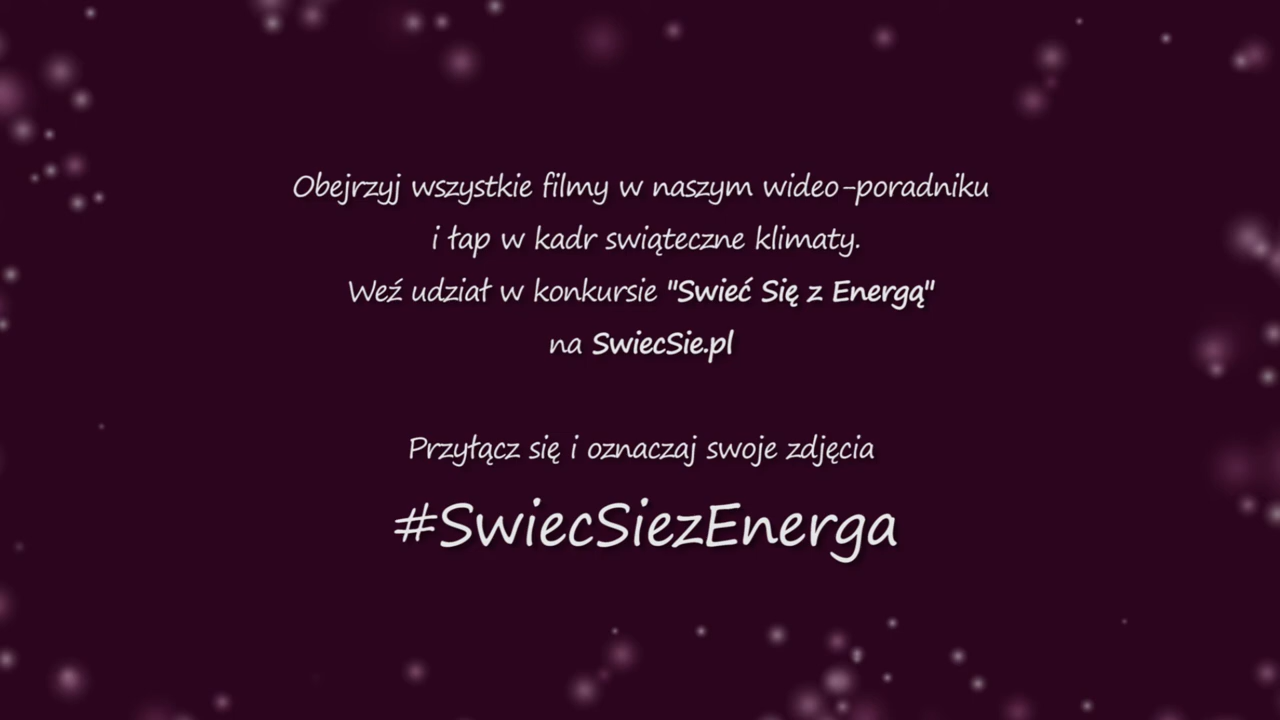 Obejrzyj wszystkie filmy w naszym wideo-poradniku
i łap w kadr swiąteczne klimaty.
Weź udział w konkursie "Swieć Się z Energą"
na SwiecSie.pl
Przyłącz się i oznaczaj swoje zdjęcia
#SwiecSiezEnerga